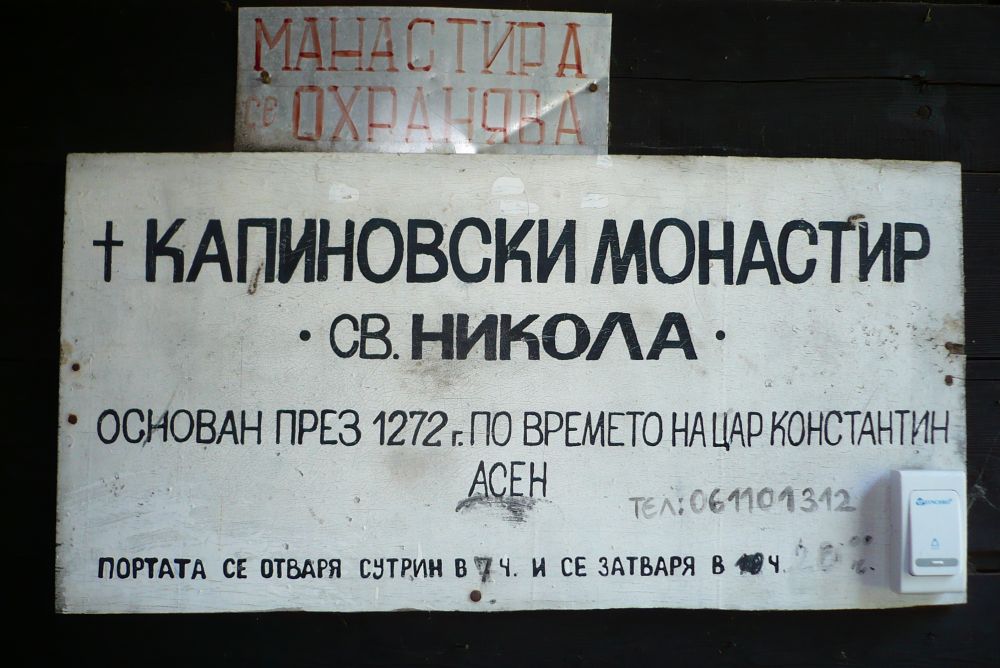 МАНАСТИРА
се ОХРАНЯВА
† КАПИНОВСКИ МОНАСТИР
· СВ. НИКОЛА ·
ОСНОВАН ПРЕЗ 1272 г. ПО ВРЕМЕТО НА ЦАР КОНСТАНТИН
АСЕН
ТЕЛ: 061101312
ПОРТАТА СЕ ОТВАРЯ СУТРИН В 7 Ч. И СЕ ЗАТВАРЯ В Ч. 20⁰⁰ г.